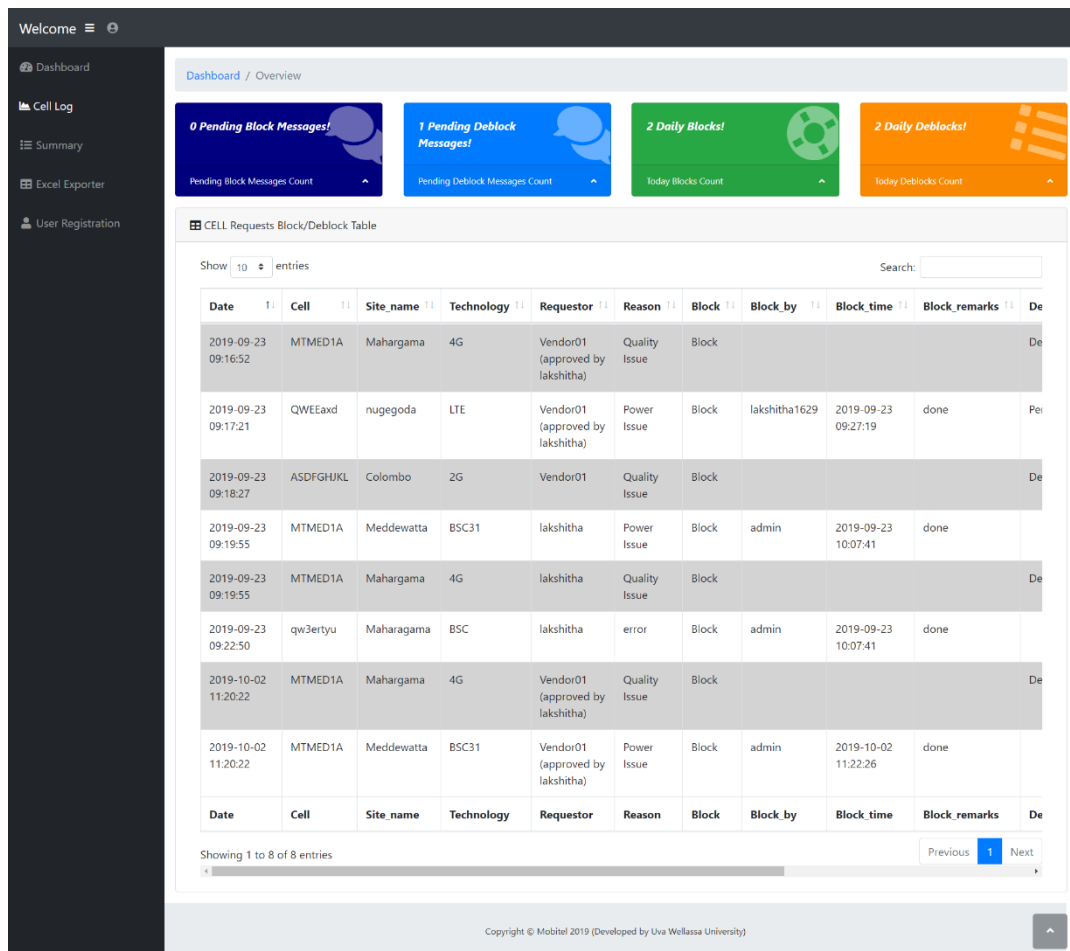 Welcome
Dashboard
Cell Log
Summary
Excel Exporter
User Registration
Dashboard / Overview
0 Pending Block Messages!
Pending Block Messages Count
1 Pending Deblock
Messages!
Pending Deblock Messages Count
2 Daily Blocks!
Today Blocks Count
2 Daily Deblocks!
Today Deblocks Count
CELL Requests Block/Deblock Table
Show 10 entries
Search:
Date Cell Site_name Technology Requestor Reason Block Block_by Block_time Block_remarks De
2019-09-23 MTMED1A Mahargama 4G Vendor01 Quality Block De
09:16:52 (approved by Issue
lakshitha)
2019-09-23 QWEEaxd nugegoda LTE Vendor01 Power Block lakshitha1629 2019-09-23 done Per
09:17:21 (approved by Issue 09:27:19
lakshitha)
2019-09-23 ASDFGHJKL Colombo 2G Vendor01 Quality Block De
09:18:27 Issue
2019-09-23 MTMED1A Meddewatta BSC31 lakshitha Power Block admin 2019-09-23 done
09:19:55 Issue 10:07:41
2019-09-23 MTMED1A Mahargama 4G lakshitha Quality Block De
09:19:55 Issue
2019-09-23 qw3ertyu Maharagama BSC lakshitha error Block admin 2019-09-23 done
09:22:50 10:07:41
2019-10-02 MTMED1A Mahargama 4G Vendor01 Quality Block De
11:20:22 (approved by Issue
lakshitha)
2019-10-02 MTMED1A Meddewatta BSC31 Vendor01 Power Block admin 2019-10-02 done
11:20:22 (approved by Issue 11:22:26
lakshitha)
Date Cell Site_name Technology Requestor Reason Block Block_by Block_time Block_remarks De
Showing 1 to 8 of 8 entries
Previous 1 Next
Copyright © Mobitel 2019 (Developed by Uva Wellassa University)